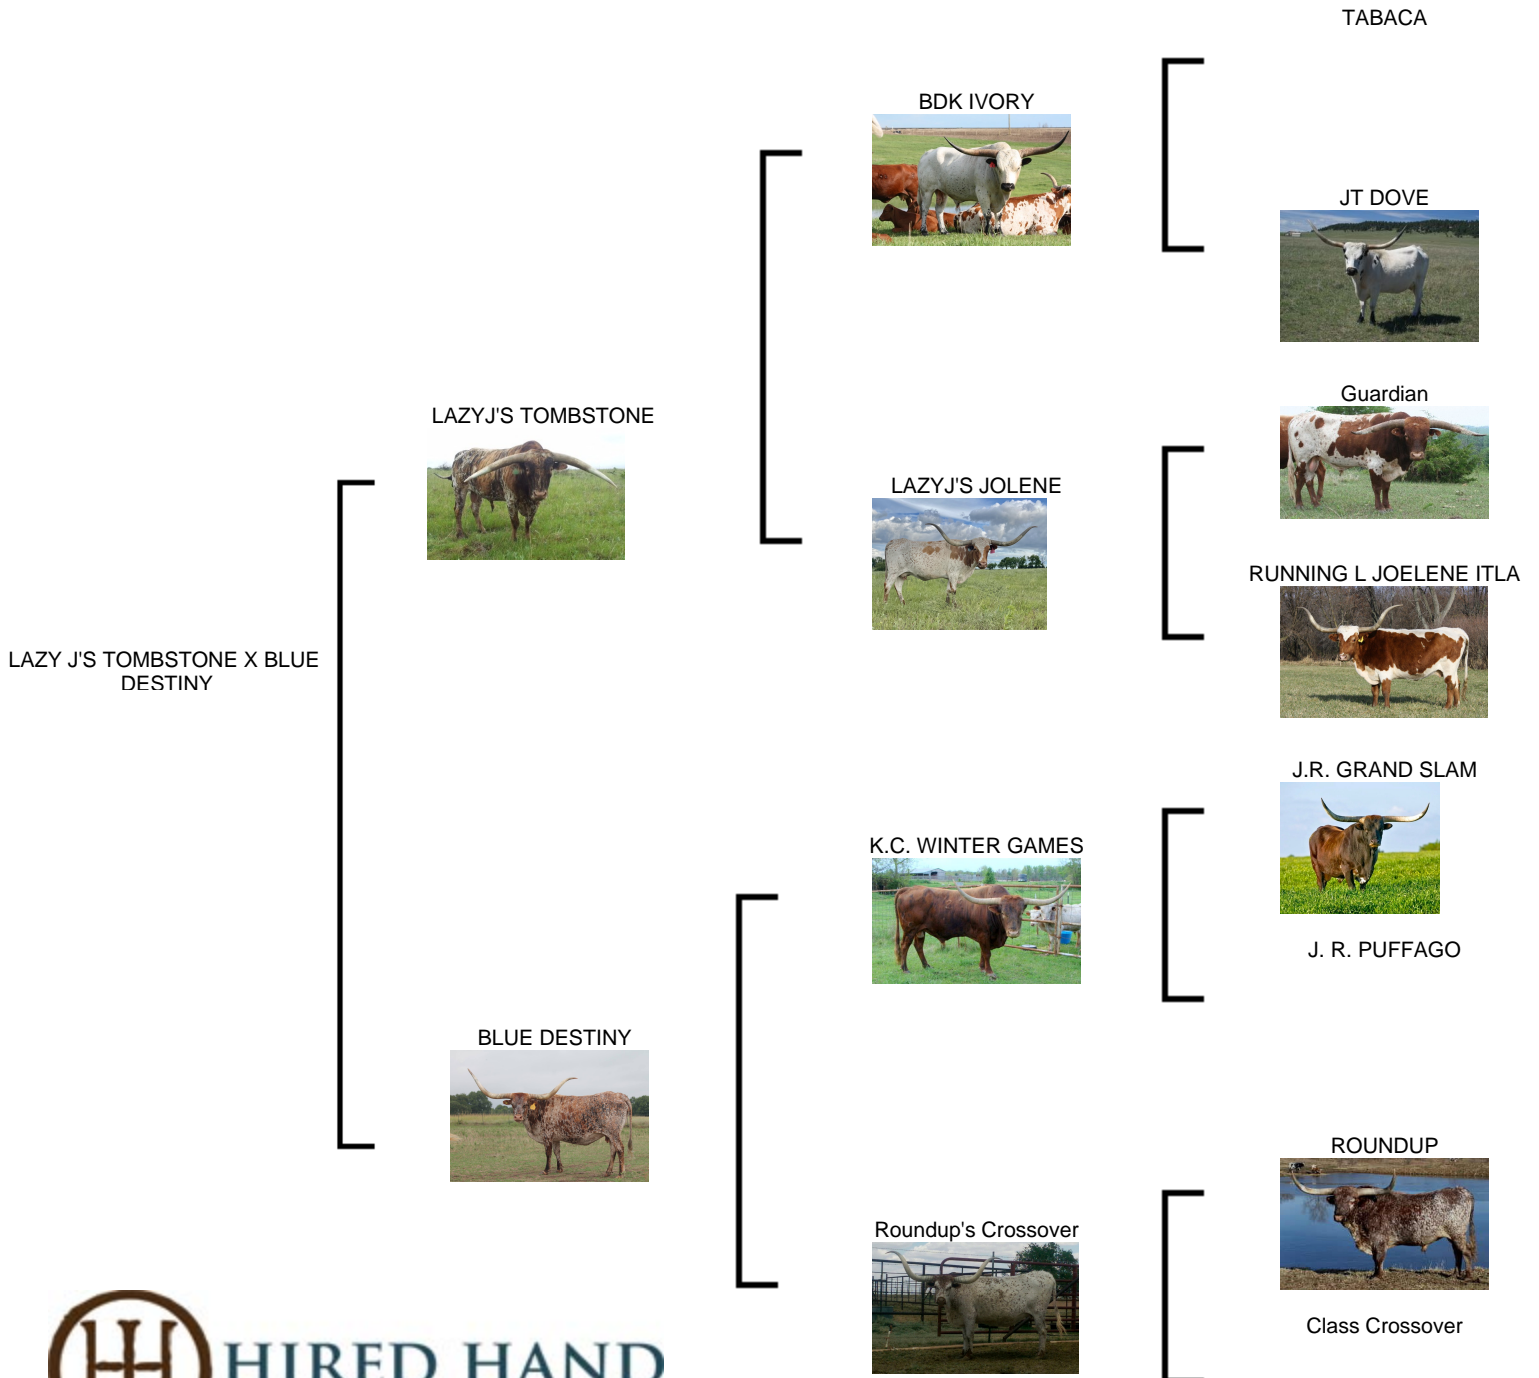 TABACA
BDK IVORY
JT DOVE
LAZYJ'S TOMBSTONE
Guardian
LAZYJ'S JOLENE
RUNNING L JOELENE ITLA
LAZY J'S TOMBSTONE X BLUE
DESTINY
J.R. GRAND SLAM
K.C. WINTER GAMES
J. R. PUFFAGO
BLUE DESTINY
ROUNDUP
Roundup's Crossover
Class Crossover
HIRED HAND